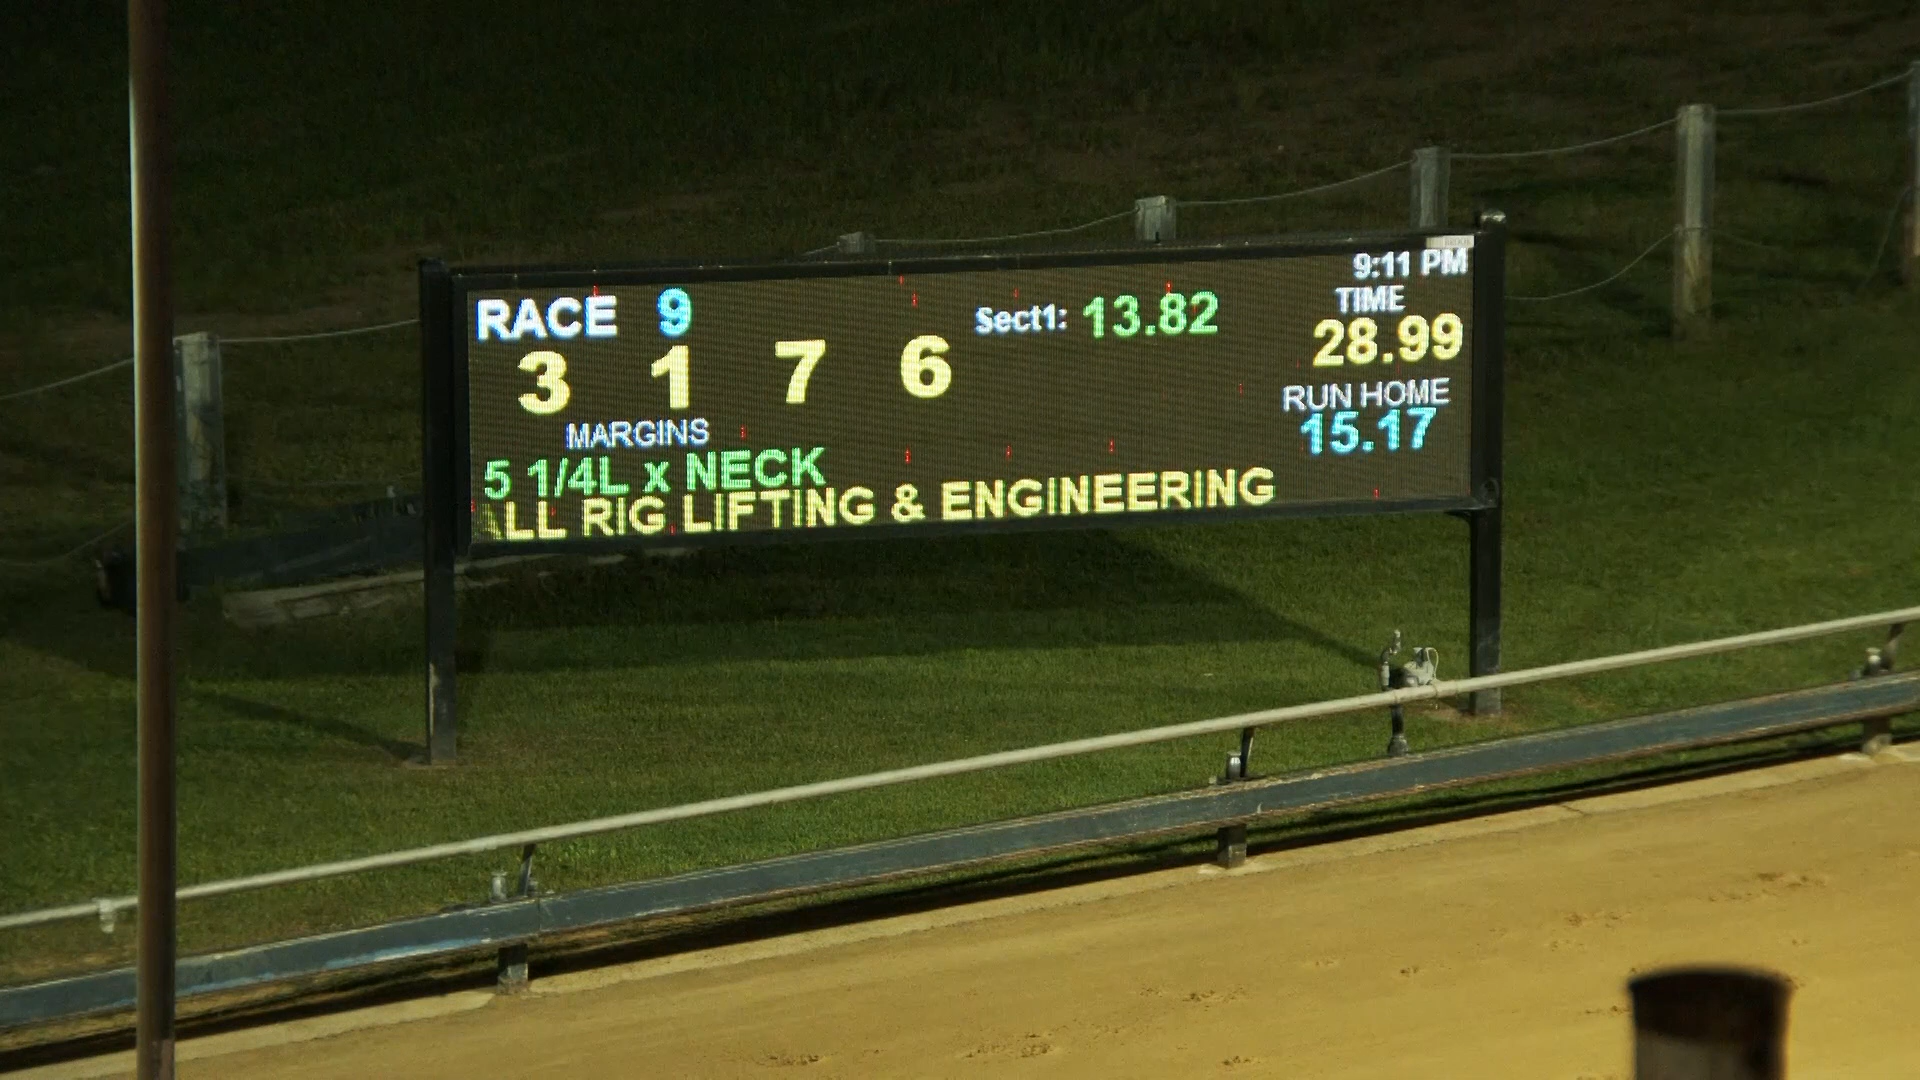 9:11 PM
RACE 9 Sect1: 13.82 TIME
28.99
3 1 7 6
RUN HOME
15.17
MARGINS
5 1/4L x NECK
ALL RIG LIFTING & ENGINEERING